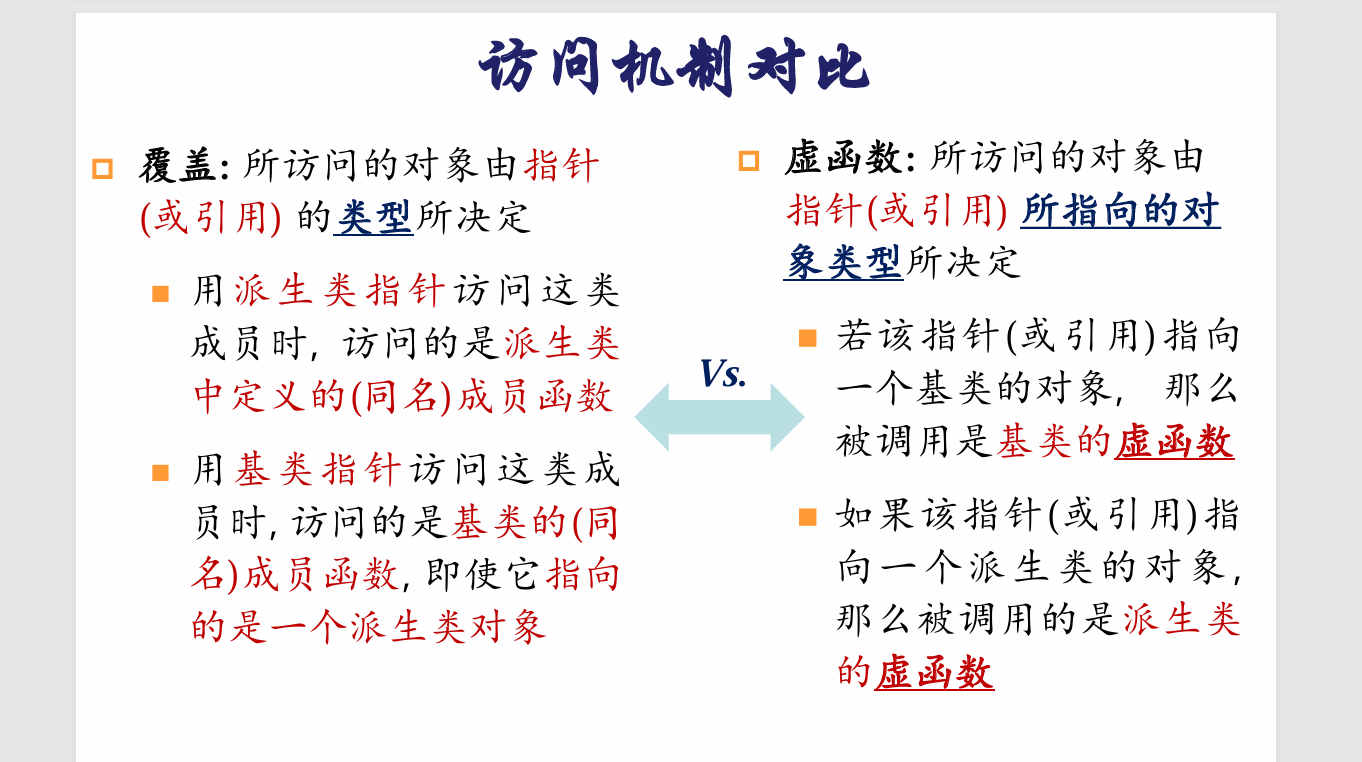 访问机制对比
覆盖: 所访问的对象由指针
(或引用) 的类型所决定
用派生类指针访问这类
成员时, 访问的是派生类
中定义的(同名)成员函数
用基类指针访问这类成
员时, 访问的是基类的(同
名)成员函数, 即使它指向
的是一个派生类对象
Vs.
虚函数: 所访问的对象由
指针(或引用) 所指向的对
象类型所决定
若该指针(或引用)指向
一个基类的对象, 那么
被调用是基类的虚函数
如果该指针(或引用)指
向一个派生类的对象,
那么被调用的是派生类
的虚函数